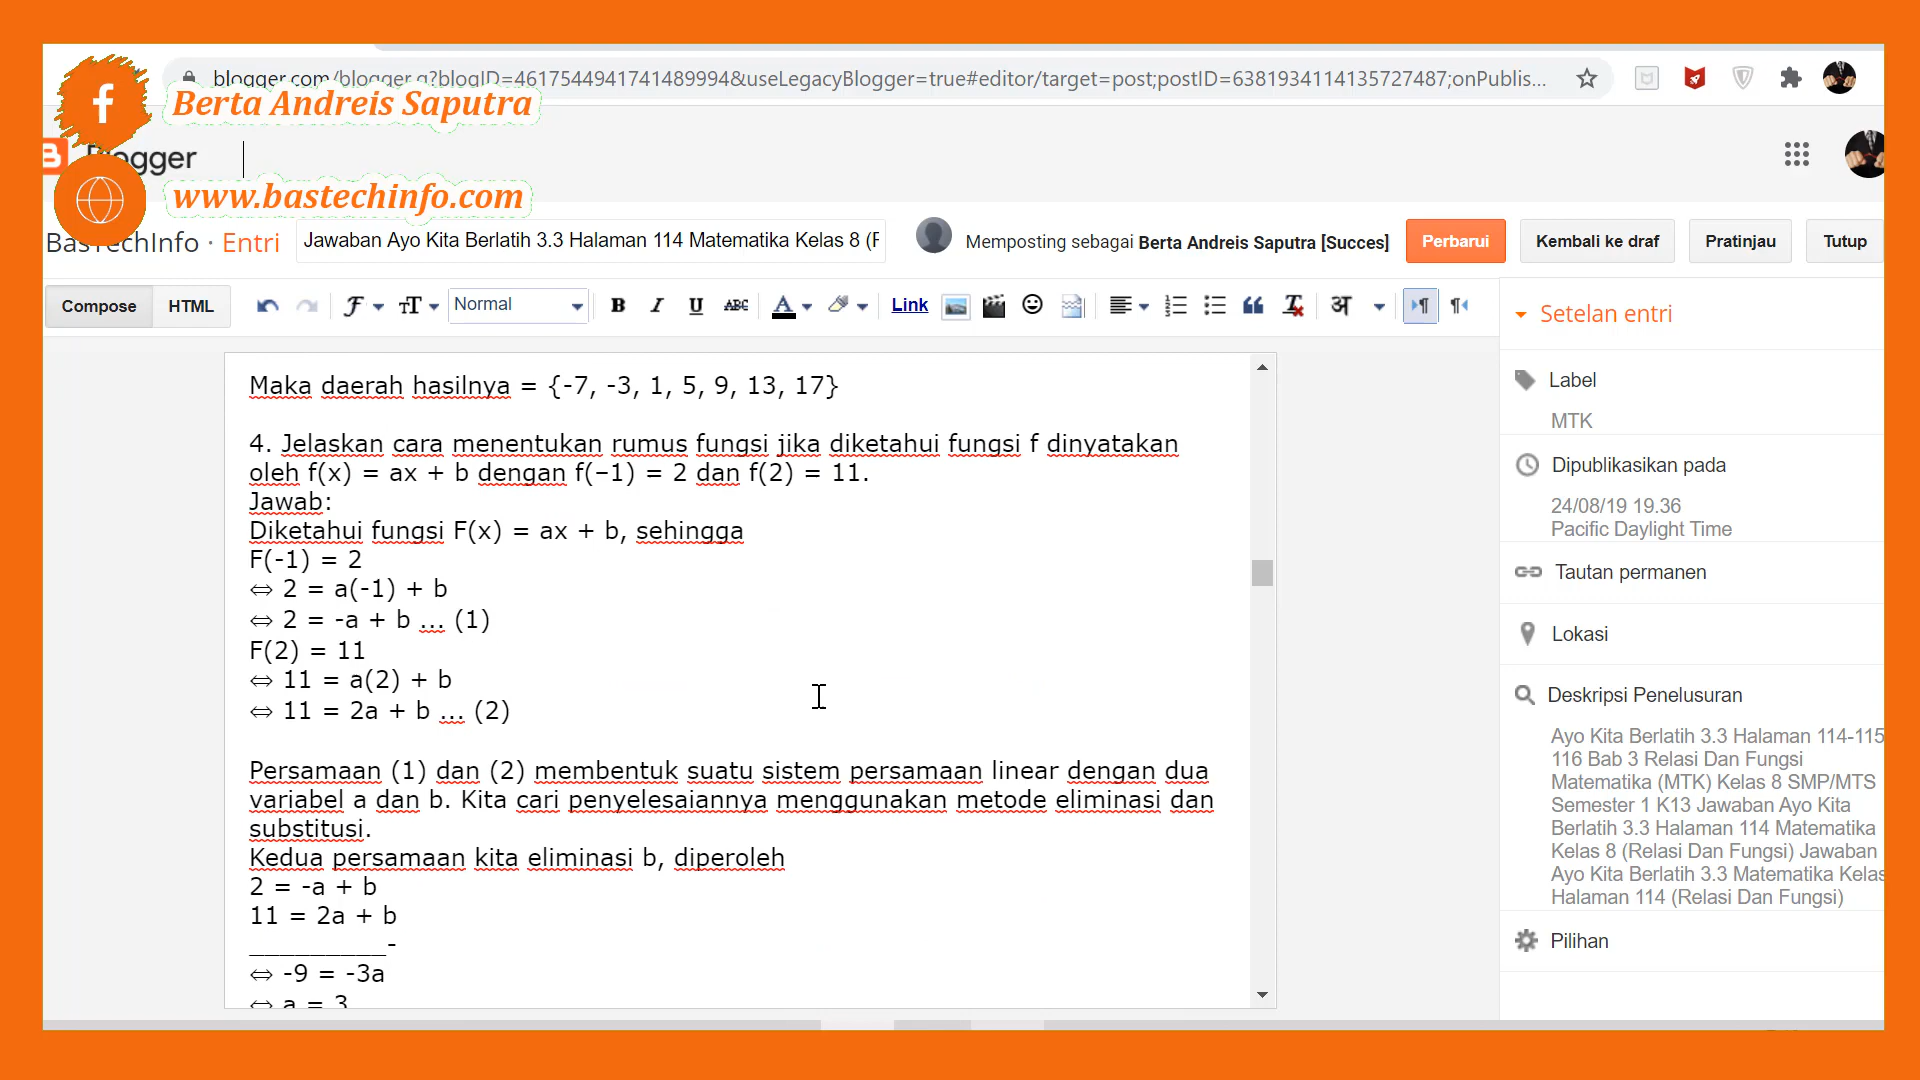 blogger.com/blogger.g?blogID=4617544941741489994&useLegacyBlogger=true#editor/target=post;postID=6381934114135727487;onPublis...
Berta Andreis Saputra
Blogger
www.bastechinfo.com
BasTechInfo · Entri
Jawaban Ayo Kita Berlatih 3.3 Halaman 114 Matematika Kelas 8 (F
Memposting sebagai Berta Andreis Saputra [Succes]
Perbarui
Kembali ke draf
Pratinjau
Tutup
Compose
HTML
Normal
ABC
Link
Maka daerah hasilnya = {-7, -3, 1, 5, 9, 13, 17}
4. Jelaskan cara menentukan rumus fungsi jika diketahui fungsi f dinyatakan
oleh f(x) = ax + b dengan f(−1) = 2 dan f(2) = 11.
Jawab:
Diketahui fungsi F(x) = ax + b, sehingga
F(-1) = 2
⇔ 2 = a(-1) + b
⇔ 2 = -a + b ... (1)
F(2) = 11
⇔ 11 = a(2) + b
⇔ 11 = 2a + b ... (2)
Persamaan (1) dan (2) membentuk suatu sistem persamaan linear dengan dua
variabel a dan b. Kita cari penyelesaiannya menggunakan metode eliminasi dan
substitusi.
Kedua persamaan kita eliminasi b, diperoleh
2 = -a + b
11 = 2a + b
_________-
⇔ -9 = -3a
⇔ a = 3
Setelan entri
Label
MTK
Dipublikasikan pada
24/08/19 19.36
Pacific Daylight Time
Tautan permanen
Lokasi
Deskripsi Penelusuran
Ayo Kita Berlatih 3.3 Halaman 114-115
116 Bab 3 Relasi Dan Fungsi
Matematika (MTK) Kelas 8 SMP/MTS
Semester 1 K13 Jawaban Ayo Kita
Berlatih 3.3 Halaman 114 Matematika
Kelas 8 (Relasi Dan Fungsi) Jawaban
Ayo Kita Berlatih 3.3 Matematika Kelas
Halaman 114 (Relasi Dan Fungsi)
Pilihan